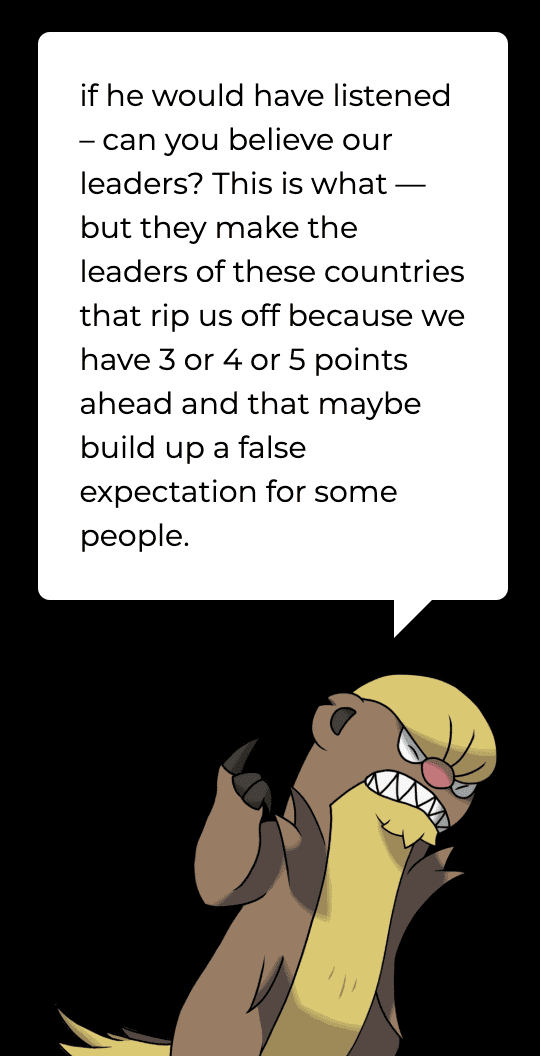 if he would have listened
– can you believe our
leaders? This is what —
but they make the
leaders of these countries
that rip us off because we
have 3 or 4 or 5 points
ahead and that maybe
build up a false
expectation for some
people.